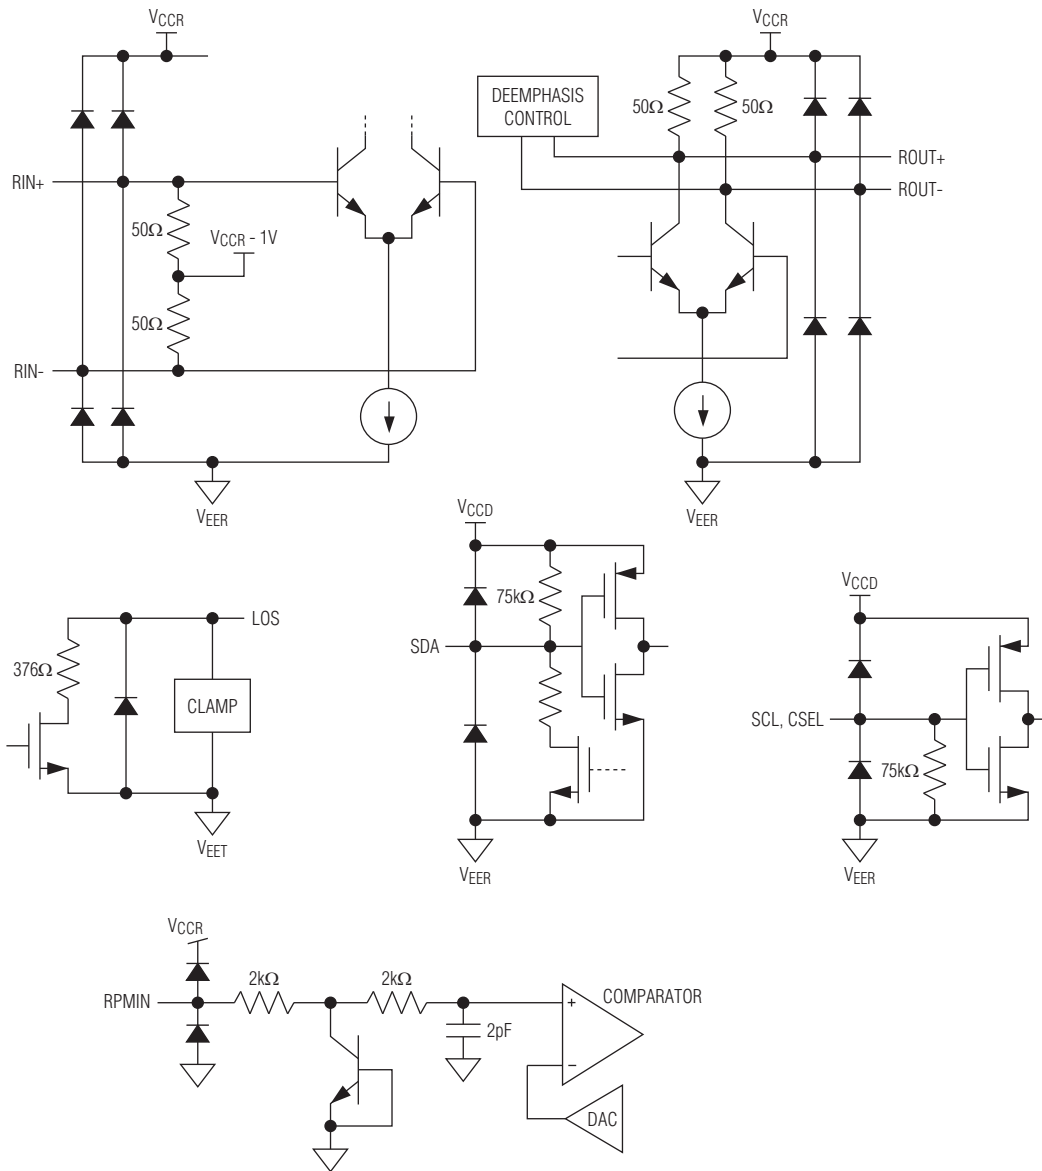 VCCR
RIN+
50Ω
VCCR - 1V
50Ω
RIN-
VEER
VCCR
DEEMPHASIS
CONTROL
50Ω
50Ω
ROUT+
ROUT-
VEER
LOS
376Ω
CLAMP
VEET
VCCD
75kΩ
SDA
VEER
VCCD
SCL, CSEL
75kΩ
VEER
VCCR
RPMIN
2kΩ
2kΩ
2pF
+
COMPARATOR
−
DAC